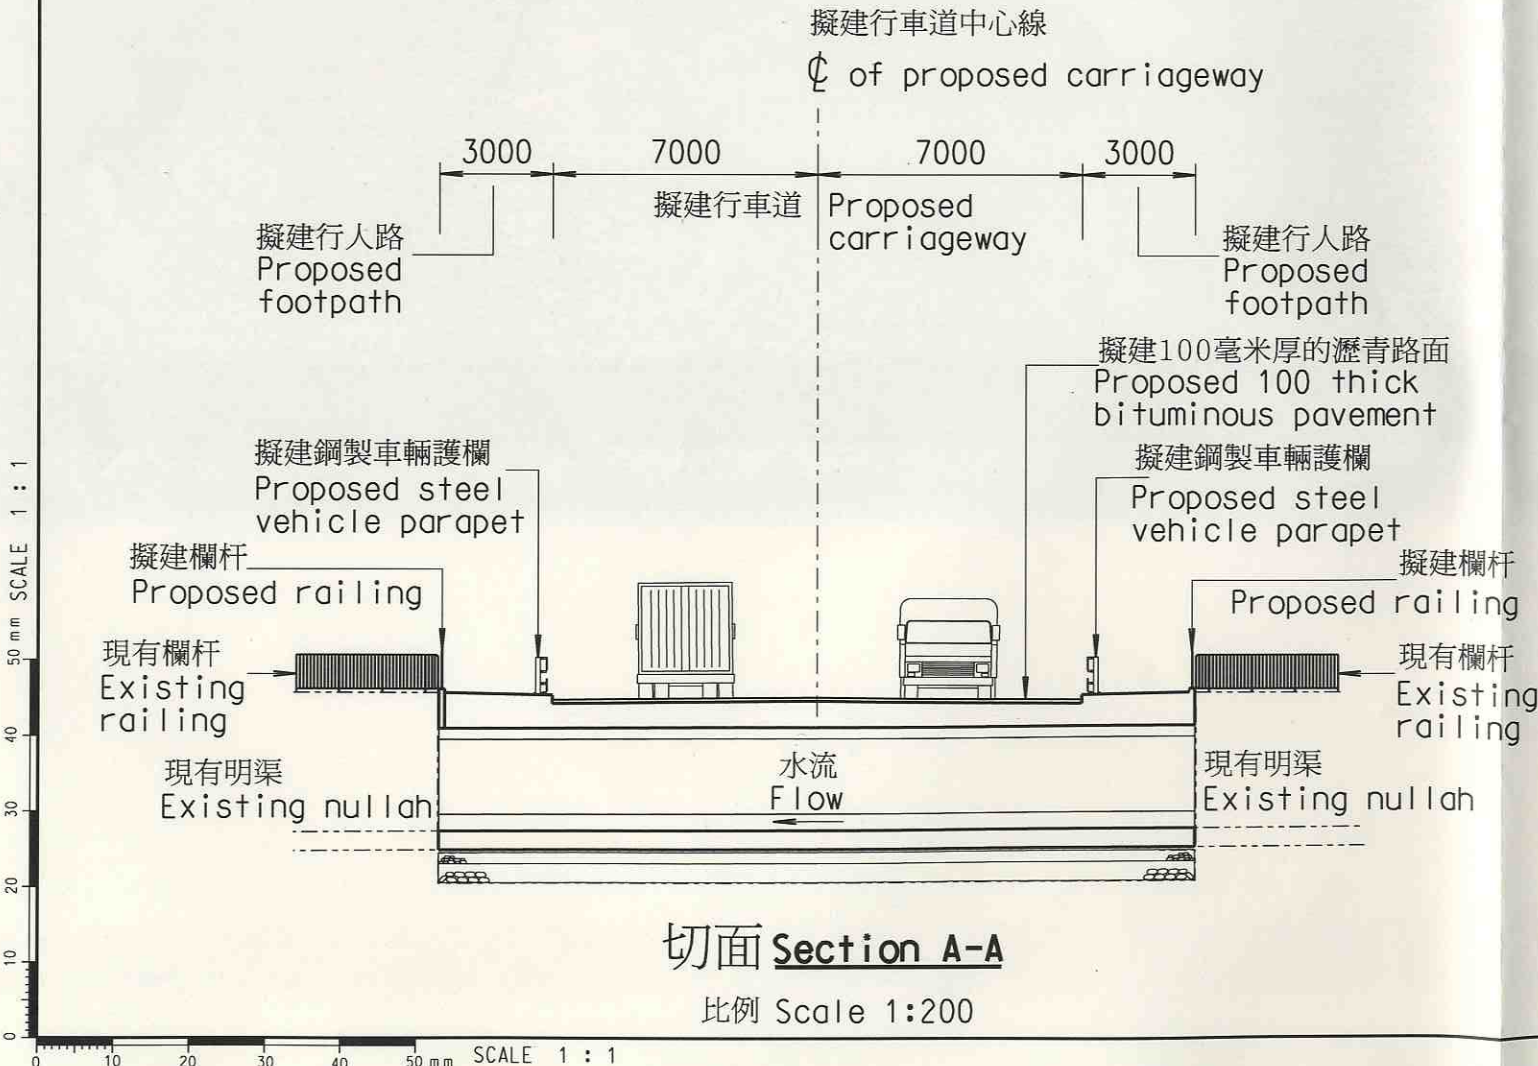 擬建行車道中心線
℄ of proposed carriageway
3000 7000 7000 3000
擬建行車道
Proposed
carriageway
擬建行人路
Proposed
footpath
擬建行人路
Proposed
footpath
擬建100毫米厚的瀝青路面
Proposed 100 thick
bituminous pavement
擬建鋼製車輛護欄
Proposed steel
vehicle parapet
擬建鋼製車輛護欄
Proposed steel
vehicle parapet
擬建欄杆
Proposed railing
擬建欄杆
Proposed railing
現有欄杆
Existing
railing
現有欄杆
Existing
railing
現有明渠
Existing nullah
水流
Flow
現有明渠
Existing nullah
切面 Section A-A
比例 Scale 1:200
0 10 20 30 40 50 mm SCALE 1 : 1
0 10 20 30 40 50 mm SCALE 1 : 1